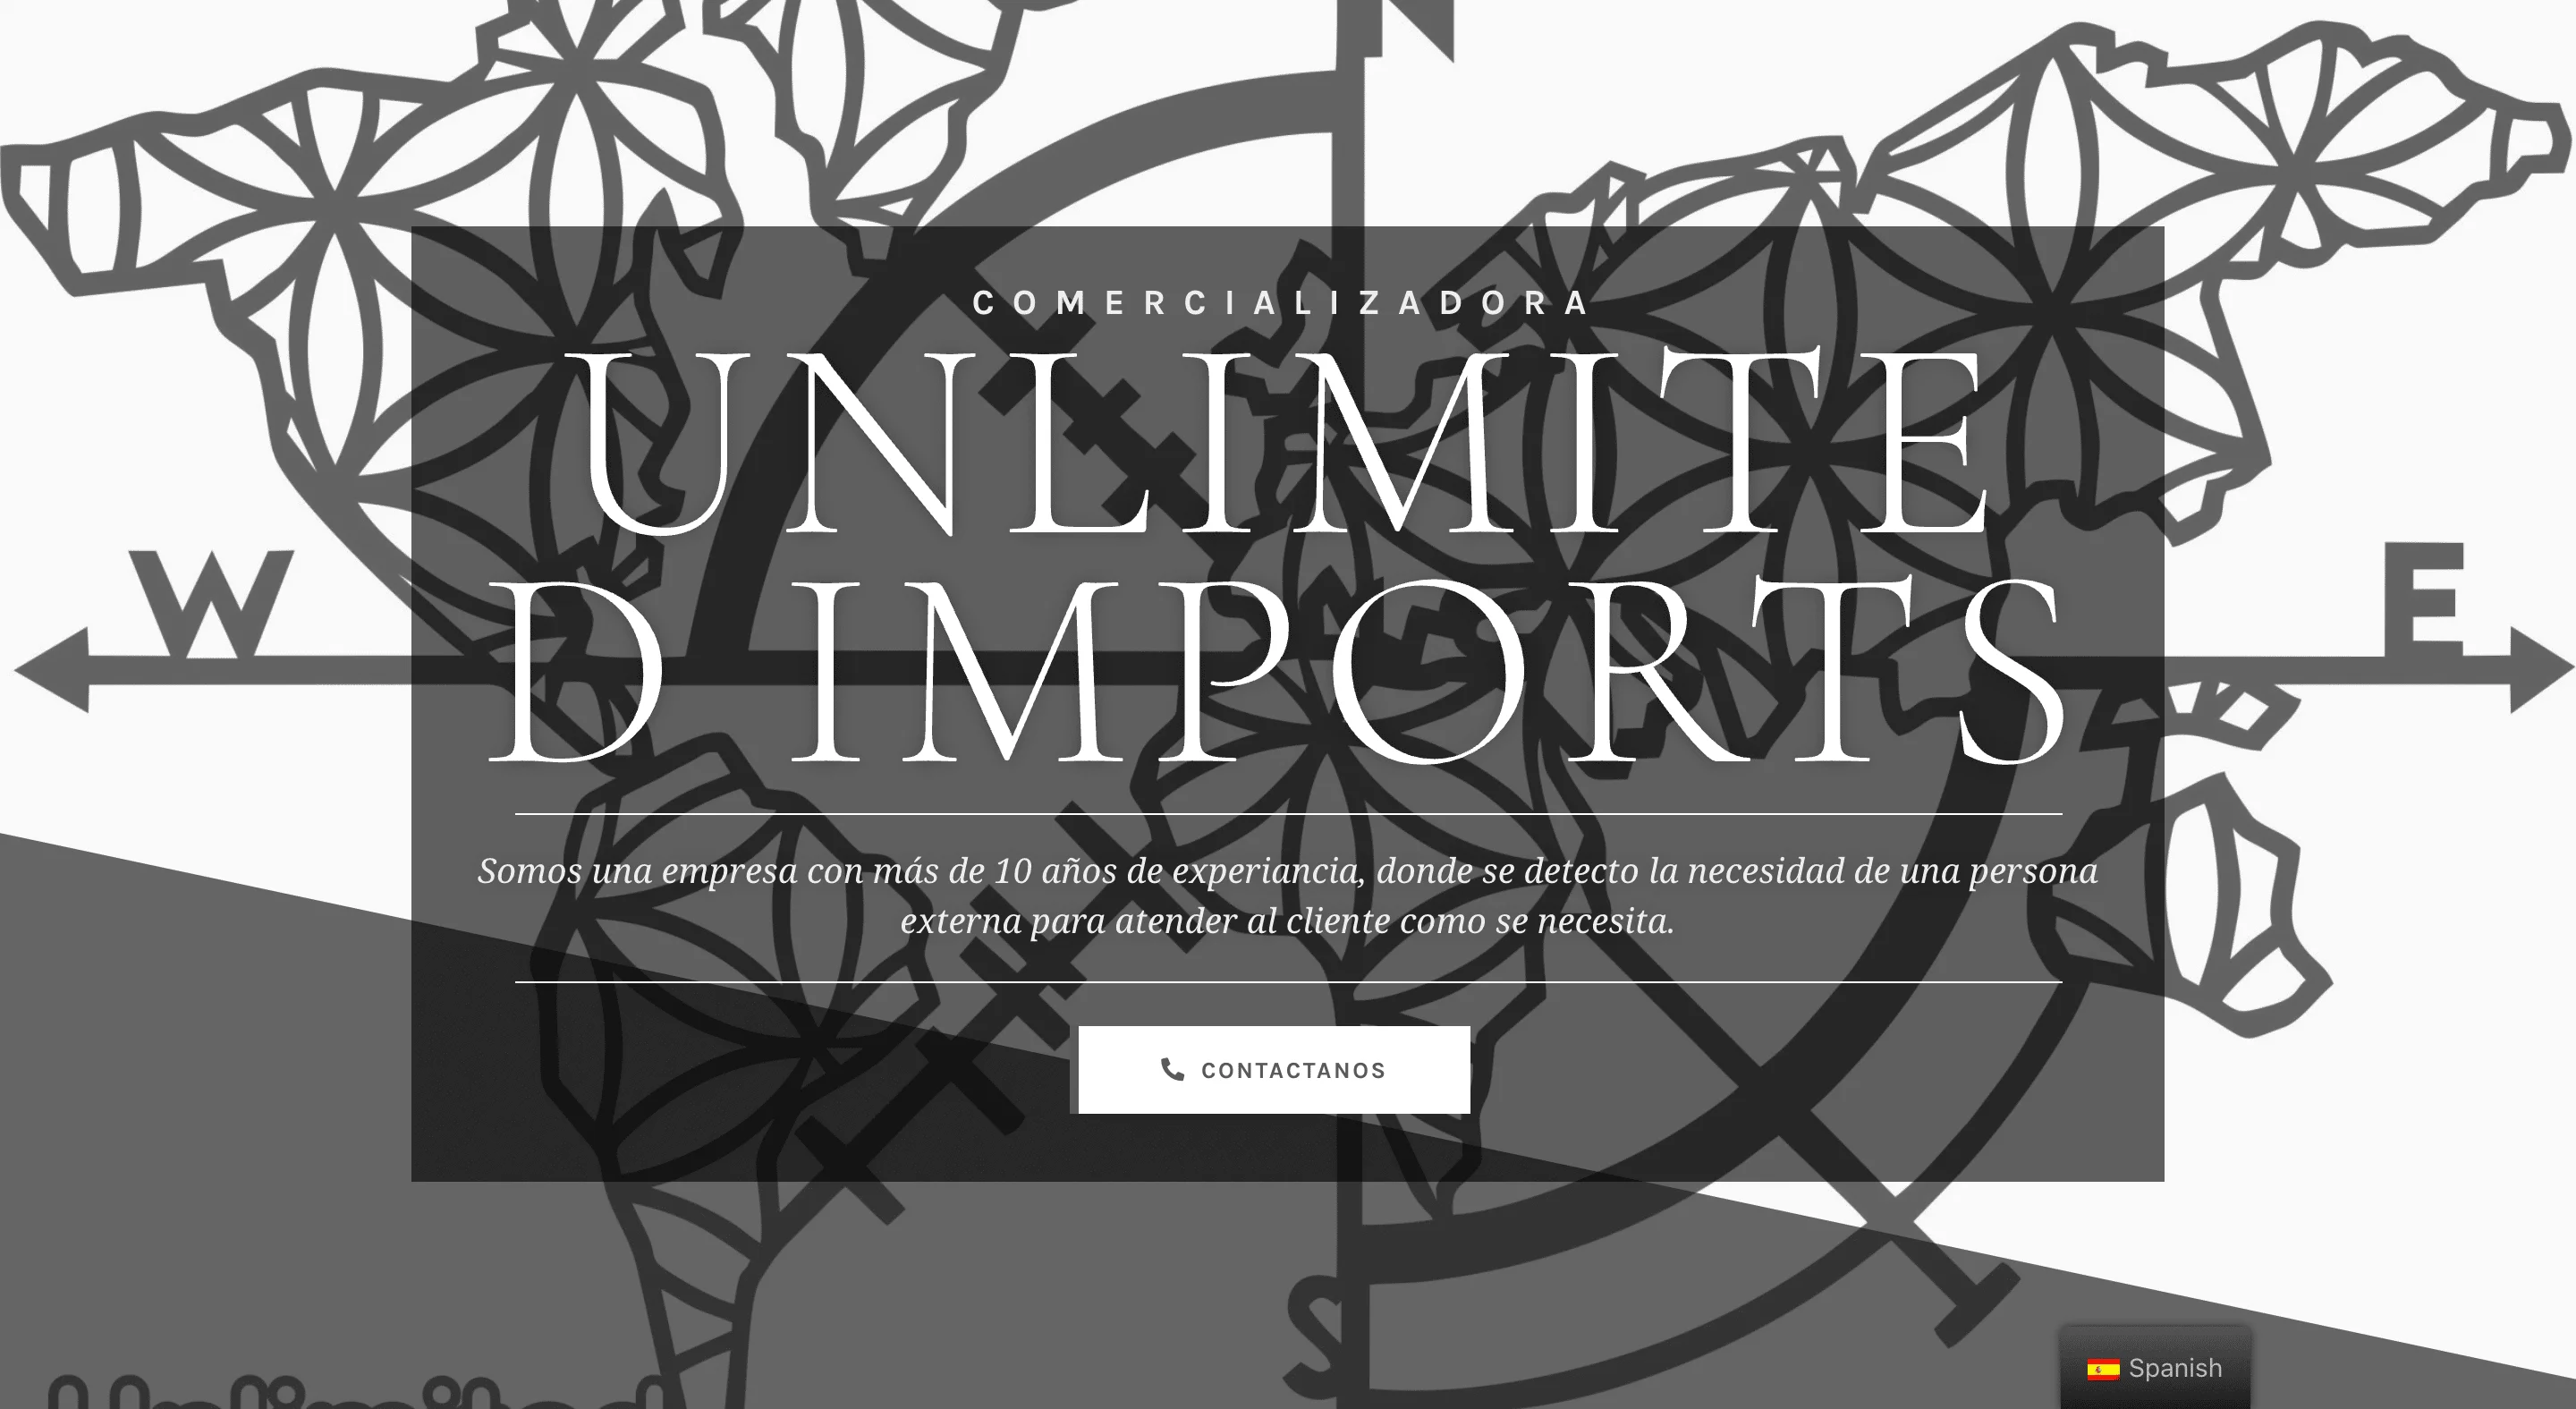 N
COMERCIALIZADORA
UNLIMITE
D IMPORTS
W
E
Somos una empresa con más de 10 años de experiancia, donde se detecto la necesidad de una persona
externa para atender al cliente como se necesita.
CONTACTANOS
S
Spanish